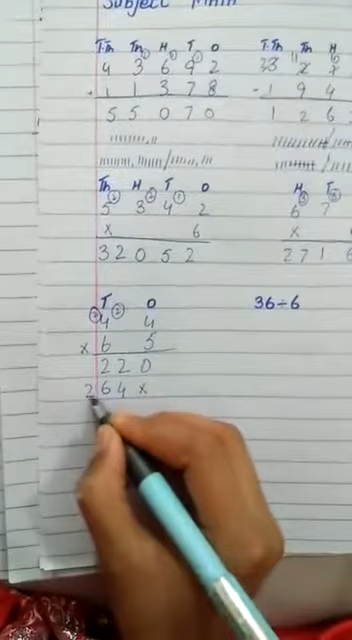 Subject Math
T.Th Th H T O T.Th Th H
4 3 6 9 2
+ 1 1 3 7 8 - 1 9 4
5 5 0 7 0 1 2 6
Th H T O H T
5 3 4 2 6 7
x 6 x
3 2 0 5 2 2 7 1 6
T O 36÷6
4 4
x 6 5
2 2 0
2 6 4 x